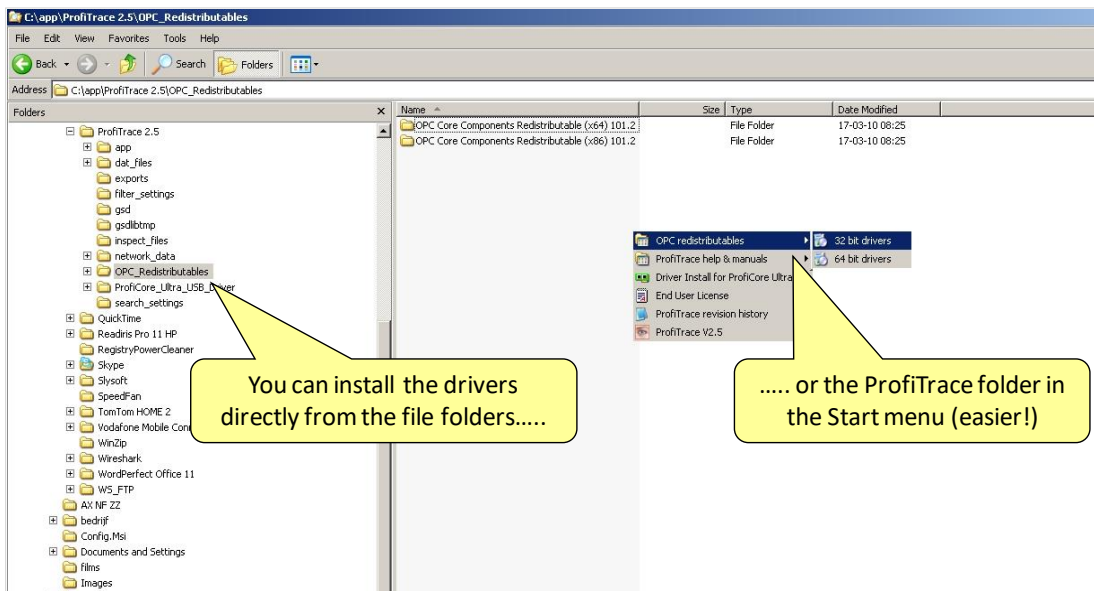 C:\app\ProfiTrace 2.5\OPC_Redistributables
File Edit View Favorites Tools Help
Back Search Folders
Address C:\app\ProfiTrace 2.5\OPC_Redistributables
Folders x
Name Size Type Date Modified
OPC Core Components Redistributable (x64) 101.2 File Folder 17-03-10 08:25
OPC Core Components Redistributable (x86) 101.2 File Folder 17-03-10 08:25
ProfiTrace 2.5
app
dat_files
exports
filter_settings
gsd
gsdlibtmp
inspect_files
network_data
OPC_Redistributables
ProfiCore_Ultra_USB_Driver
search_settings
QuickTime
Readiris Pro 11 HP
RegistryPowerCleaner
Skype
Slysoft
SpeedFan
TomTom HOME 2
Vodafone Mobile Con
WinZip
Wireshark
WordPerfect Office 11
WS_FTP
AX NF ZZ
bedrijf
Config.Msi
Documents and Settings
films
Images
OPC redistributables
ProfiTrace help & manuals
Driver Install for ProfiCore Ultra
End User License
ProfiTrace revision history
ProfiTrace V2.5
32 bit drivers
64 bit drivers
You can install the drivers
directly from the file folders.....
..... or the ProfiTrace folder in
the Start menu (easier!)